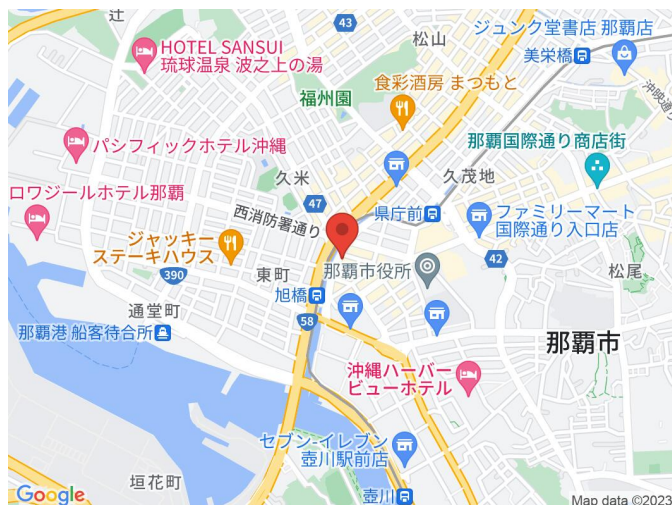 辻
43
松山
ジュンク堂書店 那覇店
美栄橋
HOTEL SANSUI
琉球温泉 波之上の湯
沖映通り
食彩酒房 まつもと
福州園
パシフィックホテル沖縄
那覇国際通り商店街
久米
久茂地
ロワジールホテル那覇
47
県庁前
西消防署通り
ファミリーマート
国際通り入口店
ジャッキー
ステーキハウス
42
那覇市役所
松尾
390
東町
旭橋
通堂町
58
那覇港 船客待合所
那覇市
沖縄ハーバー
ビューホテル
セブン-イレブン
壺川駅前店
垣花町
壺川
Google
Map data ©2023